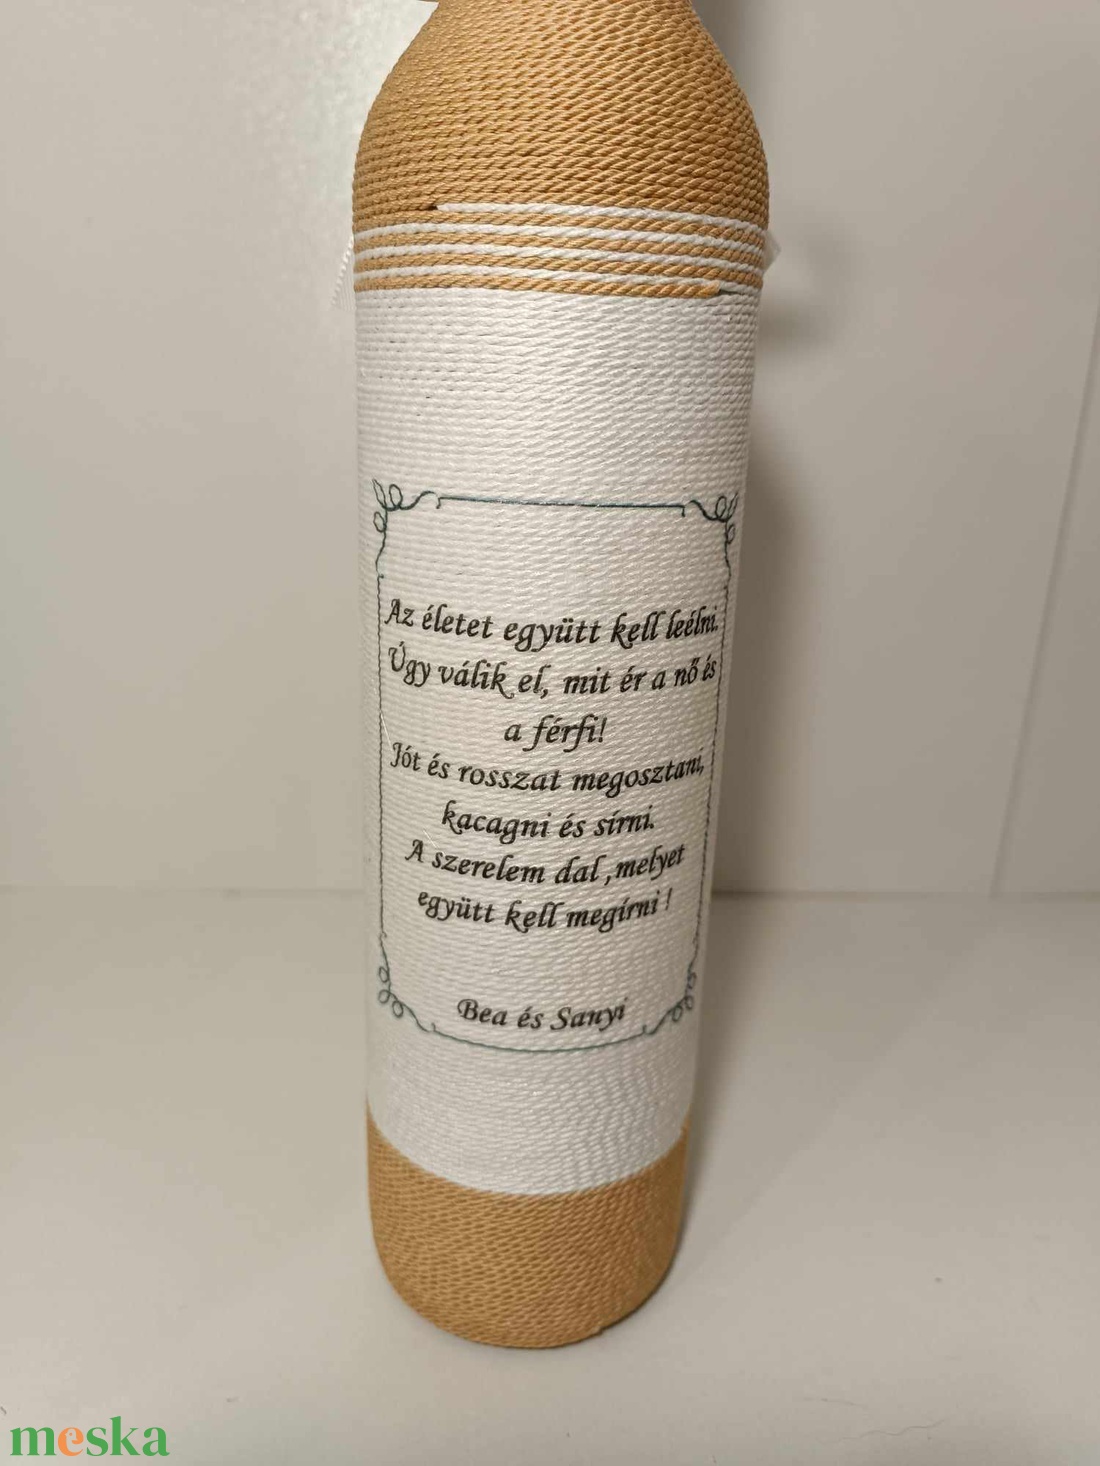 Az életet együtt kell leélni.
Úgy válik el, mit ér a nő és
a férfi!
Jót és rosszat megosztani,
kacagni és sírni.
A szerelem dal ,melyet
együtt kell megírni !
Bea és Sanyi
meska